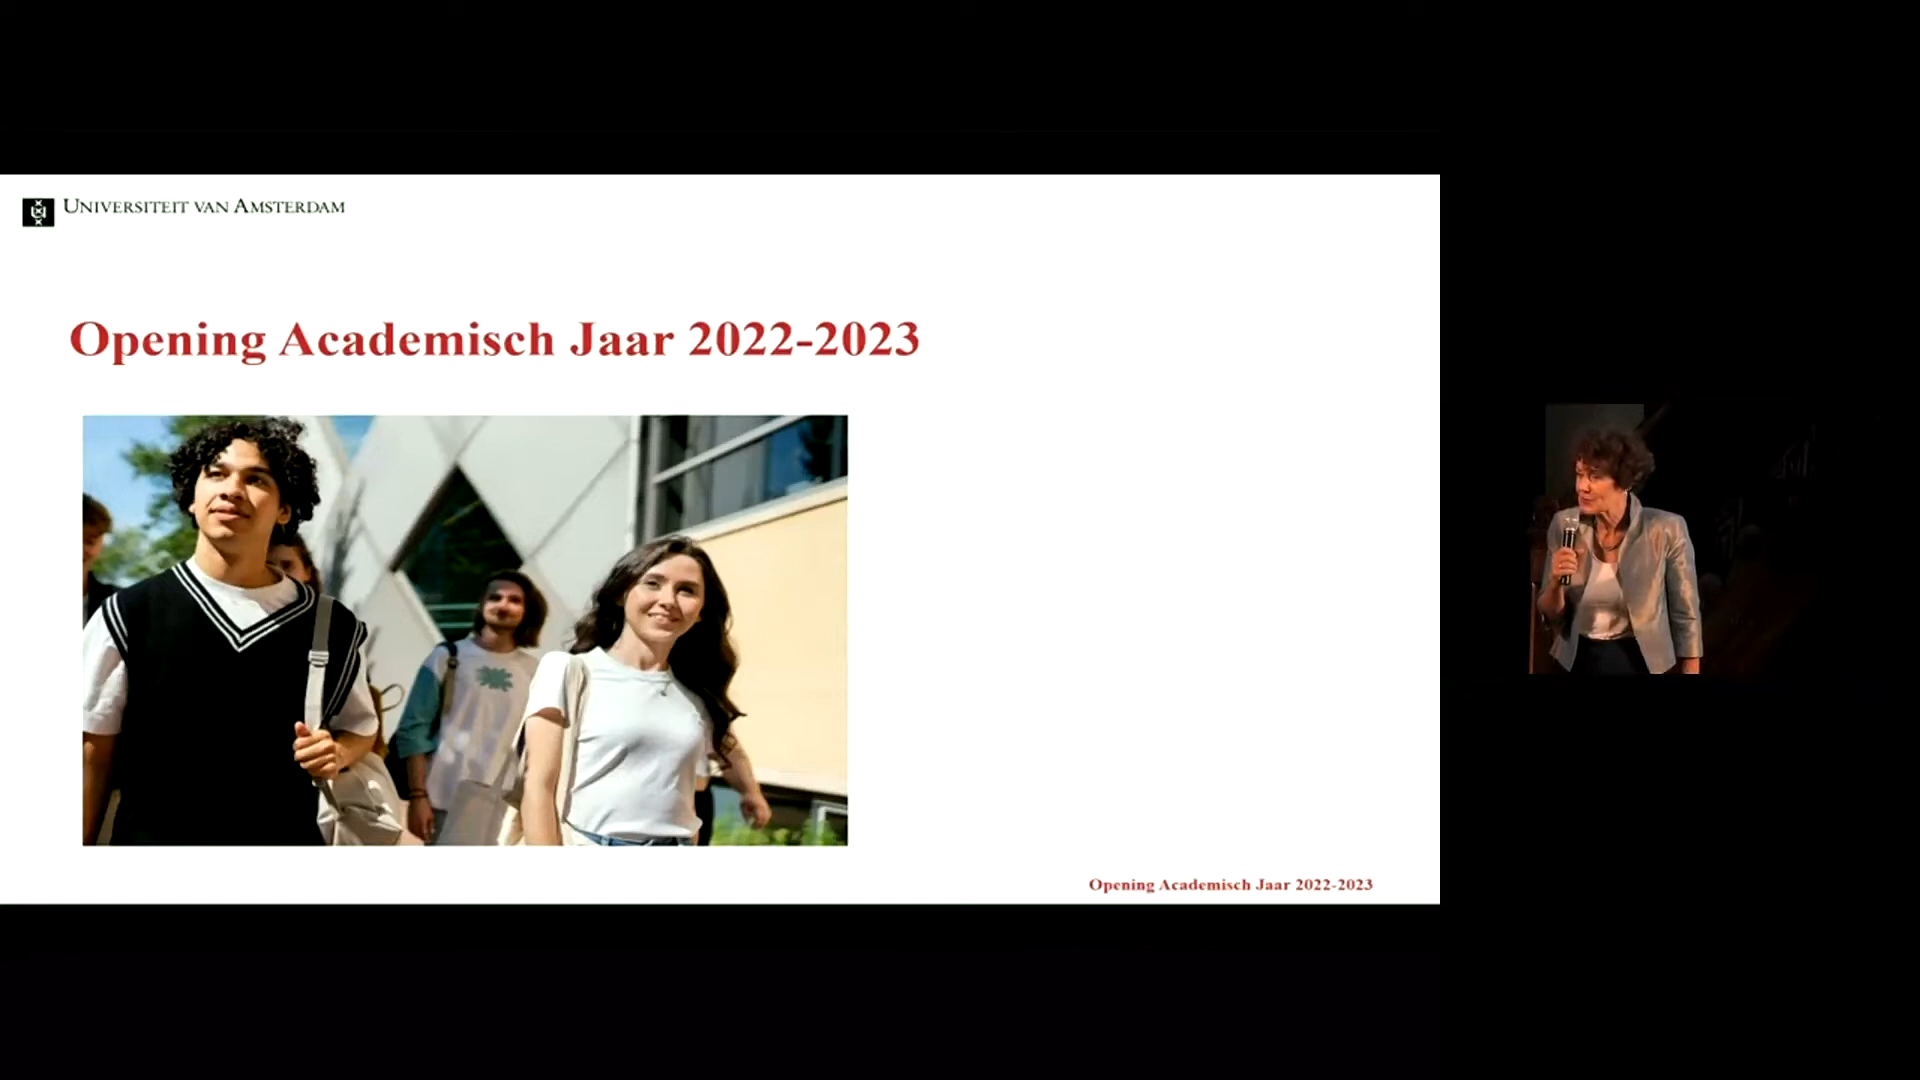 UNIVERSITEIT VAN AMSTERDAM
Opening Academisch Jaar 2022-2023
Opening Academisch Jaar 2022-2023